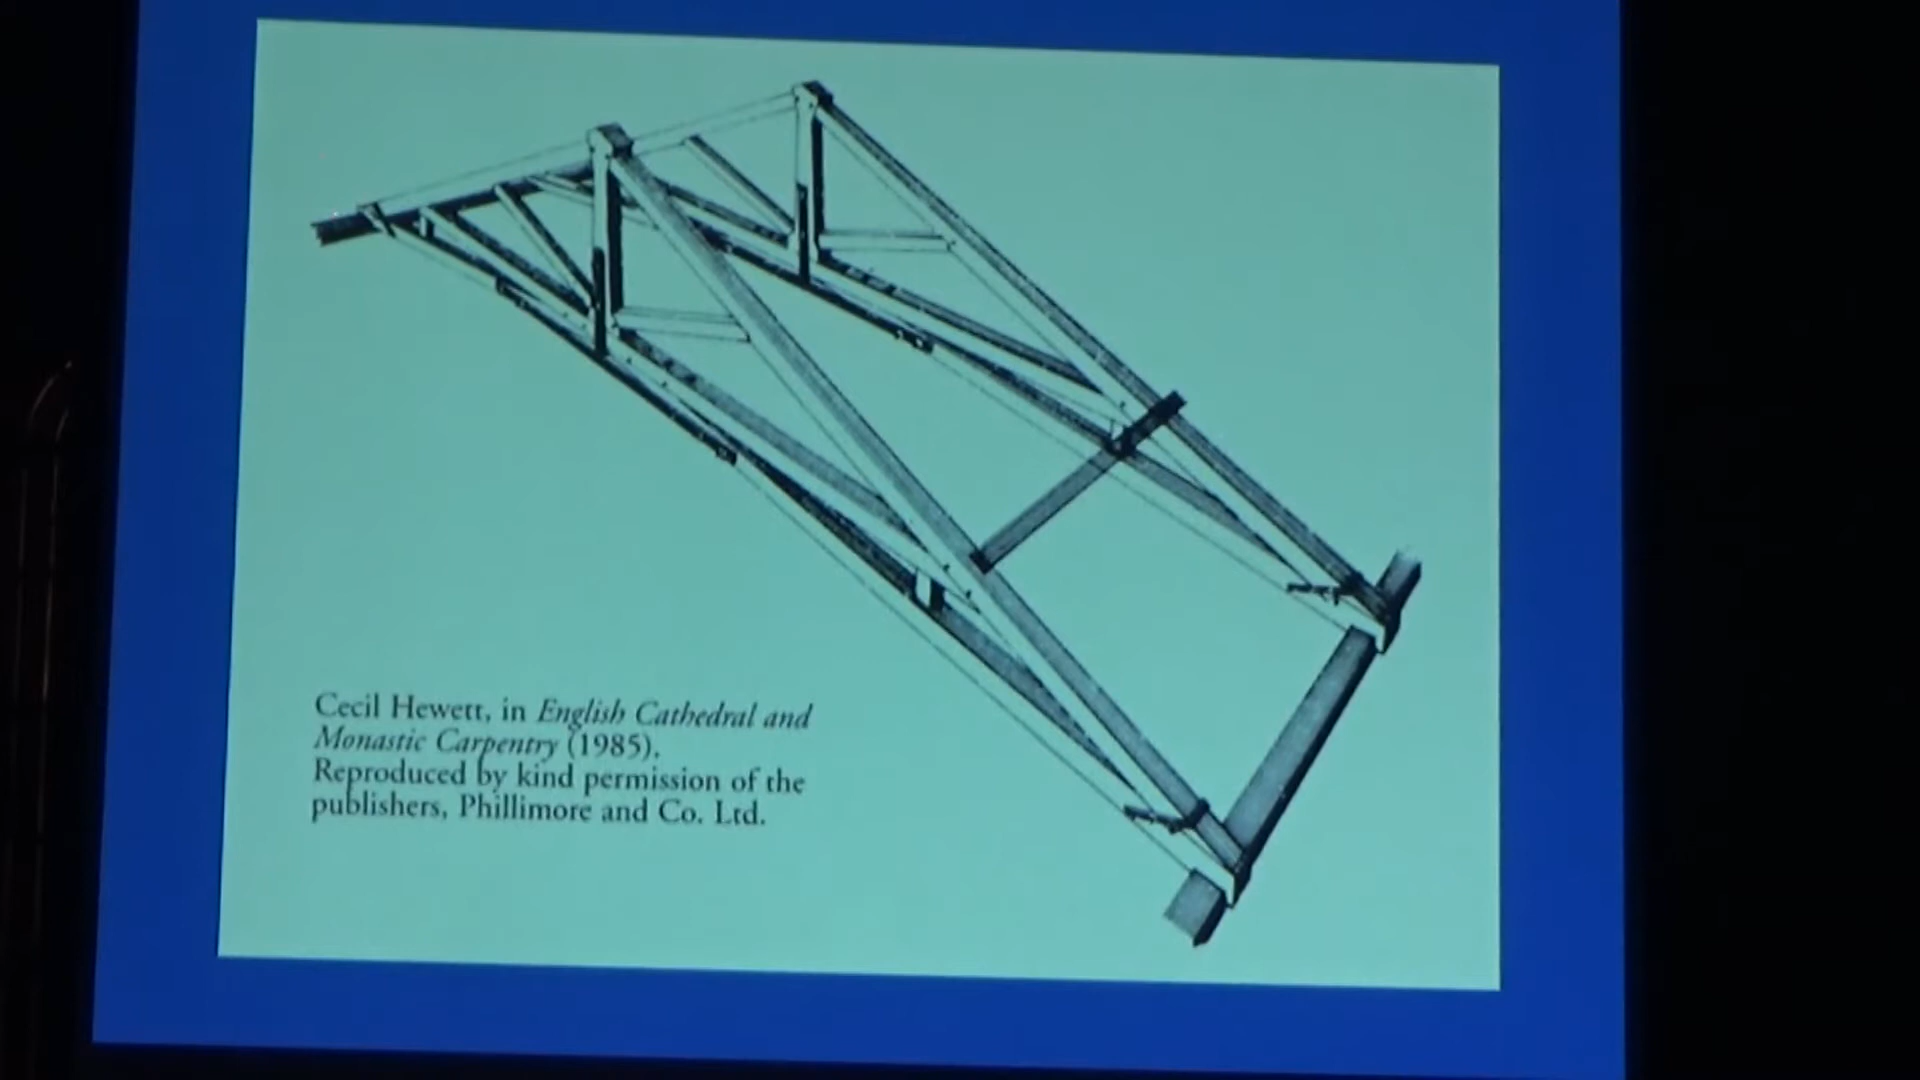 Cecil Hewett, in English Cathedral and
Monastic Carpentry (1985).
Reproduced by kind permission of the
publishers, Phillimore and Co. Ltd.